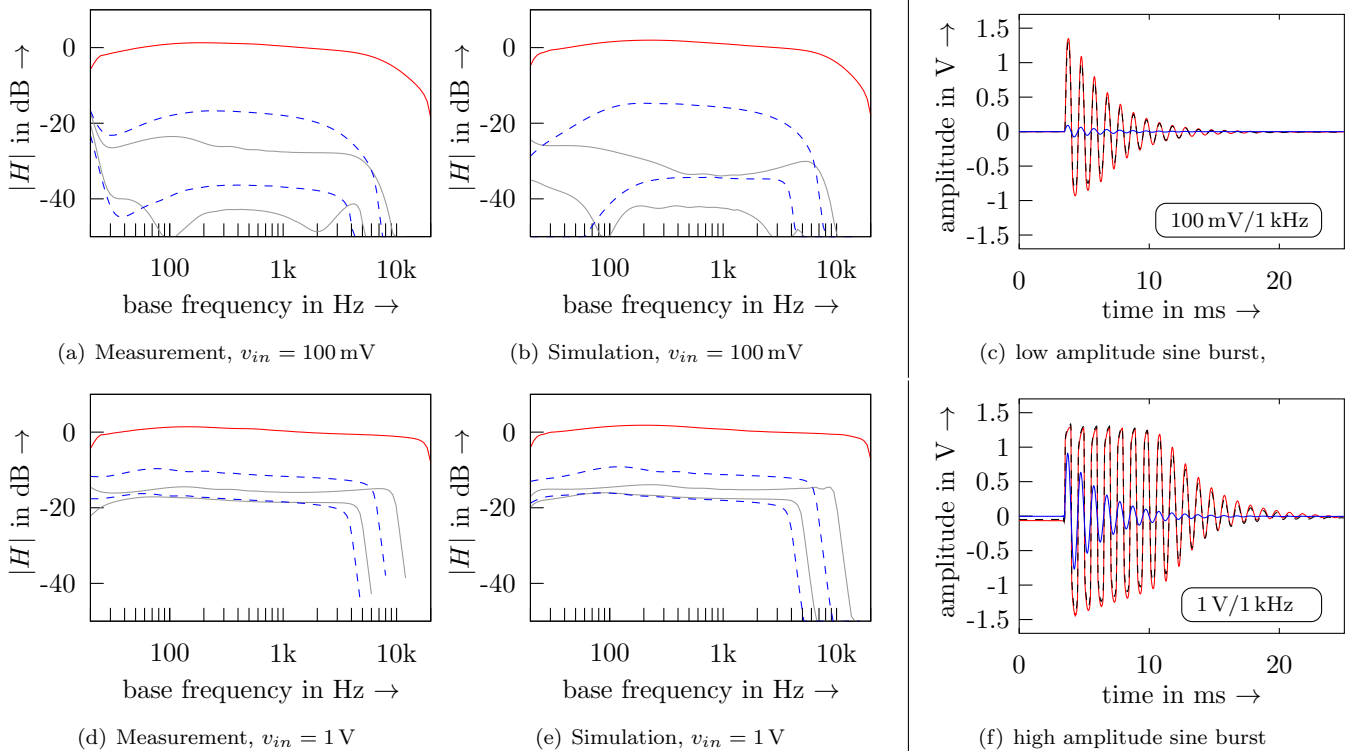 0
-20
-40
|H| in dB →
100
1k
10k
base frequency in Hz →
(a) Measurement, v_in = 100 mV
0
-20
-40
|H| in dB →
100
1k
10k
base frequency in Hz →
(b) Simulation, v_in = 100 mV
1.5
1
0.5
0
-0.5
-1
-1.5
amplitude in V →
100 mV/1 kHz
0
10
20
time in ms →
(c) low amplitude sine burst,
0
-20
-40
|H| in dB →
100
1k
10k
base frequency in Hz →
(d) Measurement, v_in = 1 V
0
-20
-40
|H| in dB →
100
1k
10k
base frequency in Hz →
(e) Simulation, v_in = 1 V
1.5
1
0.5
0
-0.5
-1
-1.5
amplitude in V →
1 V/1 kHz
0
10
20
time in ms →
(f) high amplitude sine burst